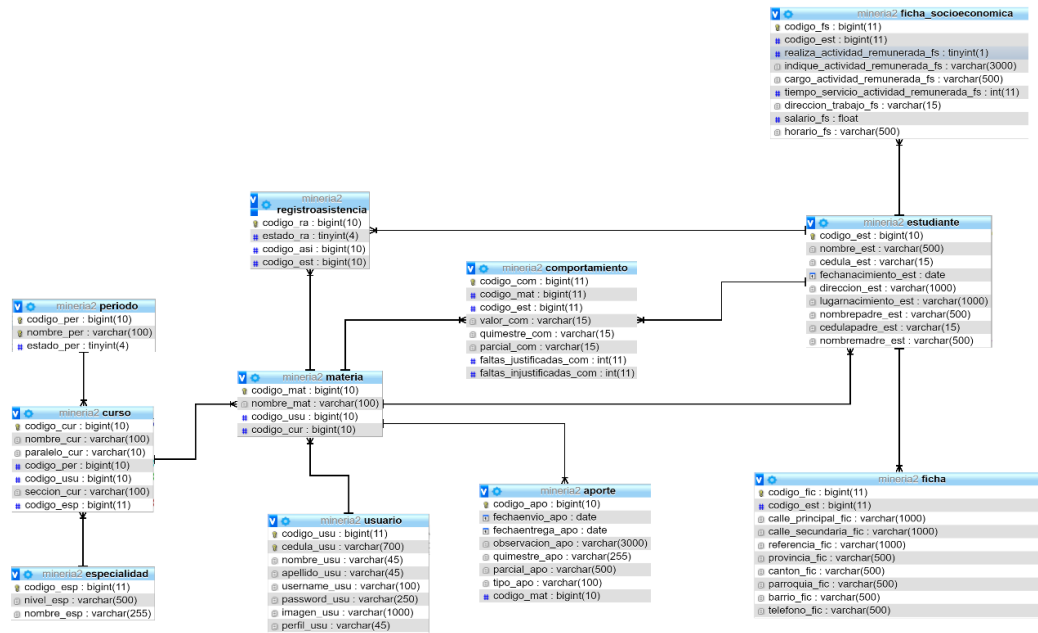 mineria2 ficha_socioeconomica
codigo_fs : bigint(11)
codigo_est : bigint(11)
realiza_actividad_remunerada_fs : tinyint(1)
indique_actividad_remunerada_fs : varchar(3000)
cargo_actividad_remunerada_fs : varchar(500)
tiempo_servicio_actividad_remunerada_fs : int(11)
direccion_trabajo_fs : varchar(15)
salario_fs : float
horario_fs : varchar(500)
mineria2
registroasistencia
codigo_ra : bigint(10)
estado_ra : tinyint(4)
codigo_asi : bigint(10)
codigo_est : bigint(10)
mineria2 estudiante
codigo_est : bigint(10)
nombre_est : varchar(500)
cedula_est : varchar(15)
fechanacimiento_est : date
direccion_est : varchar(1000)
lugarnacimiento_est : varchar(1000)
nombrepadre_est : varchar(500)
cedulapadre_est : varchar(15)
nombremadre_est : varchar(500)
mineria2 comportamiento
codigo_com : bigint(11)
codigo_mat : bigint(11)
codigo_est : bigint(11)
valor_com : varchar(15)
quimestre_com : varchar(15)
parcial_com : varchar(15)
faltas_justificadas_com : int(11)
faltas_injustificadas_com : int(11)
mineria2 periodo
codigo_per : bigint(10)
nombre_per : varchar(100)
estado_per : tinyint(4)
mineria2 materia
codigo_mat : bigint(10)
nombre_mat : varchar(100)
codigo_usu : bigint(10)
codigo_cur : bigint(10)
mineria2 curso
codigo_cur : bigint(10)
nombre_cur : varchar(100)
paralelo_cur : varchar(10)
codigo_per : bigint(10)
codigo_usu : bigint(10)
seccion_cur : varchar(100)
codigo_esp : bigint(11)
mineria2 ficha
codigo_fic : bigint(11)
codigo_est : bigint(11)
calle_principal_fic : varchar(1000)
calle_secundaria_fic : varchar(1000)
referencia_fic : varchar(1000)
provincia_fic : varchar(500)
canton_fic : varchar(500)
parroquia_fic : varchar(500)
barrio_fic : varchar(500)
telefono_fic : varchar(500)
mineria2 aporte
codigo_apo : bigint(10)
fechaenvio_apo : date
fechaentrega_apo : date
observacion_apo : varchar(3000)
quimestre_apo : varchar(255)
parcial_apo : varchar(500)
tipo_apo : varchar(100)
codigo_mat : bigint(10)
mineria2 usuario
codigo_usu : bigint(11)
cedula_usu : varchar(700)
nombre_usu : varchar(45)
apellido_usu : varchar(45)
username_usu : varchar(100)
password_usu : varchar(250)
imagen_usu : varchar(1000)
perfil_usu : varchar(45)
mineria2 especialidad
codigo_esp : bigint(11)
nivel_esp : varchar(500)
nombre_esp : varchar(255)